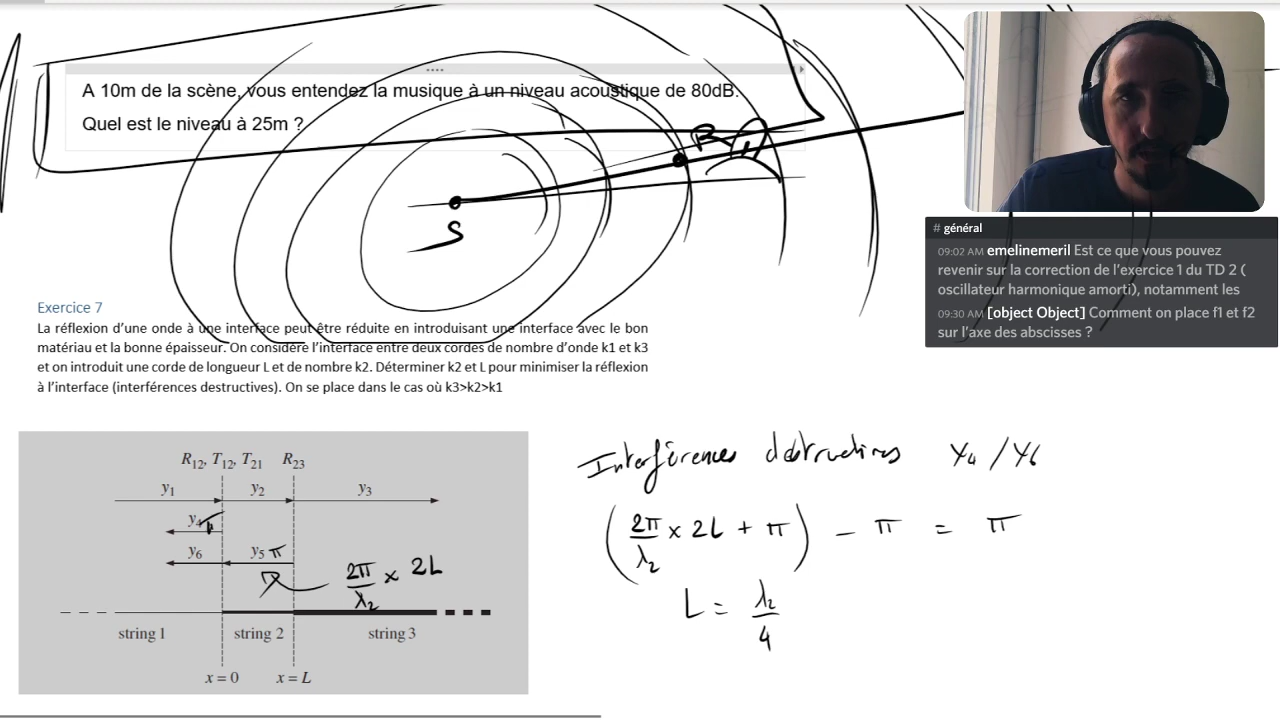 A 10m de la scène, vous entendez la musique à un niveau acoustique de 80dB.
Quel est le niveau à 25m ?
R
S
# général
09:02 AM emelinemeril Est ce que vous pouvez
revenir sur la correction de l'exercice 1 du TD 2 (
oscillateur harmonique amorti), notamment les
09:30 AM [object Object] Comment on place f1 et f2
sur l'axe des abscisses ?
Exercice 7
La réflexion d'une onde à une interface peut être réduite en introduisant une interface avec le bon
matériau et la bonne épaisseur. On considère l'interface entre deux cordes de nombre d'onde k1 et k3
et on introduit une corde de longueur L et de nombre k2. Déterminer k2 et L pour minimiser la réflexion
à l'interface (interférences destructives). On se place dans le cas où k3>k2>k1
R12, T12, T21 R23
y1 y2 y3
y4 π
y6 y5 π
2π/λ2 × 2L
string 1 string 2 string 3
x = 0 x = L
Interférences destructives y4 / y6
(2π/λ2 × 2L + π) − π = π
L = λ2/4